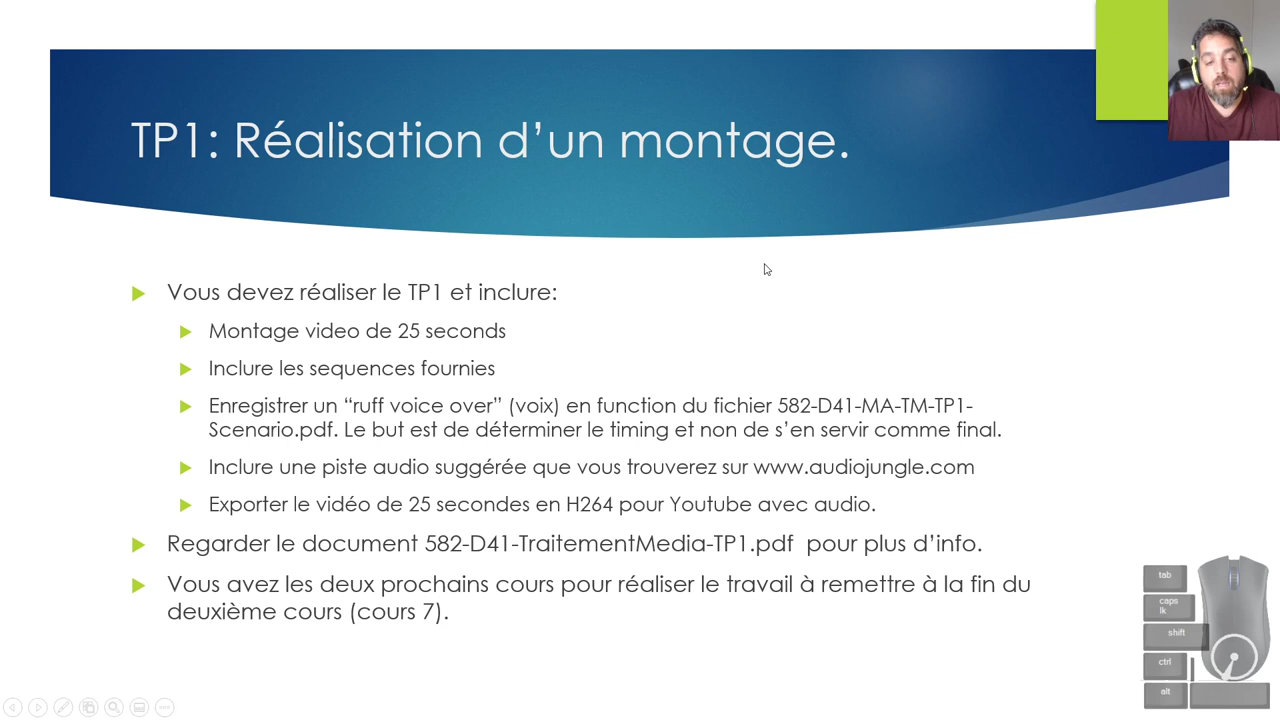 TP1: Réalisation d’un montage.
Vous devez réaliser le TP1 et inclure:
Montage video de 25 seconds
Inclure les sequences fournies
Enregistrer un “ruff voice over” (voix) en function du fichier 582-D41-MA-TM-TP1-
Scenario.pdf. Le but est de déterminer le timing et non de s’en servir comme final.
Inclure une piste audio suggérée que vous trouverez sur www.audiojungle.com
Exporter le vidéo de 25 secondes en H264 pour Youtube avec audio.
Regarder le document 582-D41-TraitementMedia-TP1.pdf  pour plus d’info.
Vous avez les deux prochains cours pour réaliser le travail à remettre à la fin du
deuxième cours (cours 7).
tab
caps
lk
shift
ctrl
alt